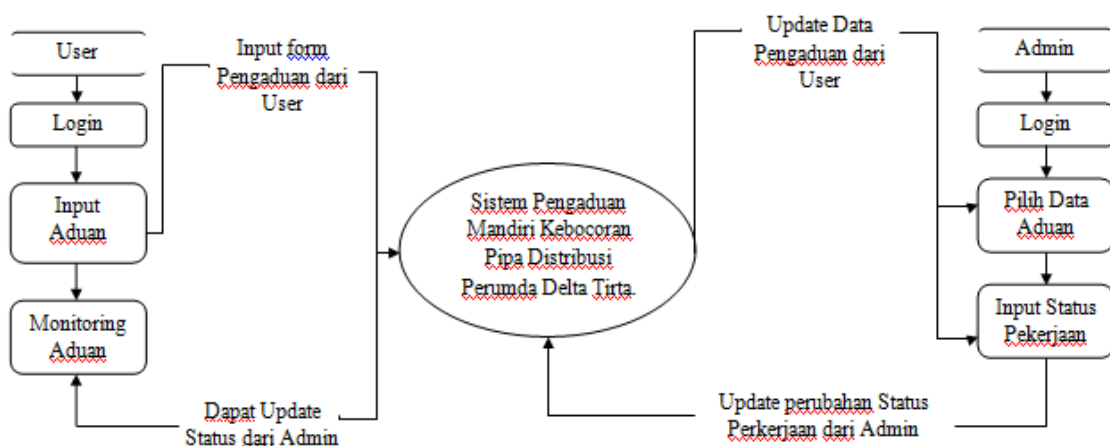 User
Login
Input
Aduan
Monitoring
Aduan
Input form
Pengaduan dari
User
Dapat Update
Status dari Admin
Sistem Pengaduan
Mandiri Kebocoran
Pipa Distribusi
Perumda Delta Tirta.
Update Data
Pengaduan dari
User
Update perubahan Status
Perkerjaan dari Admin
Admin
Login
Pilih Data
Aduan
Input Status
Pekerjaan